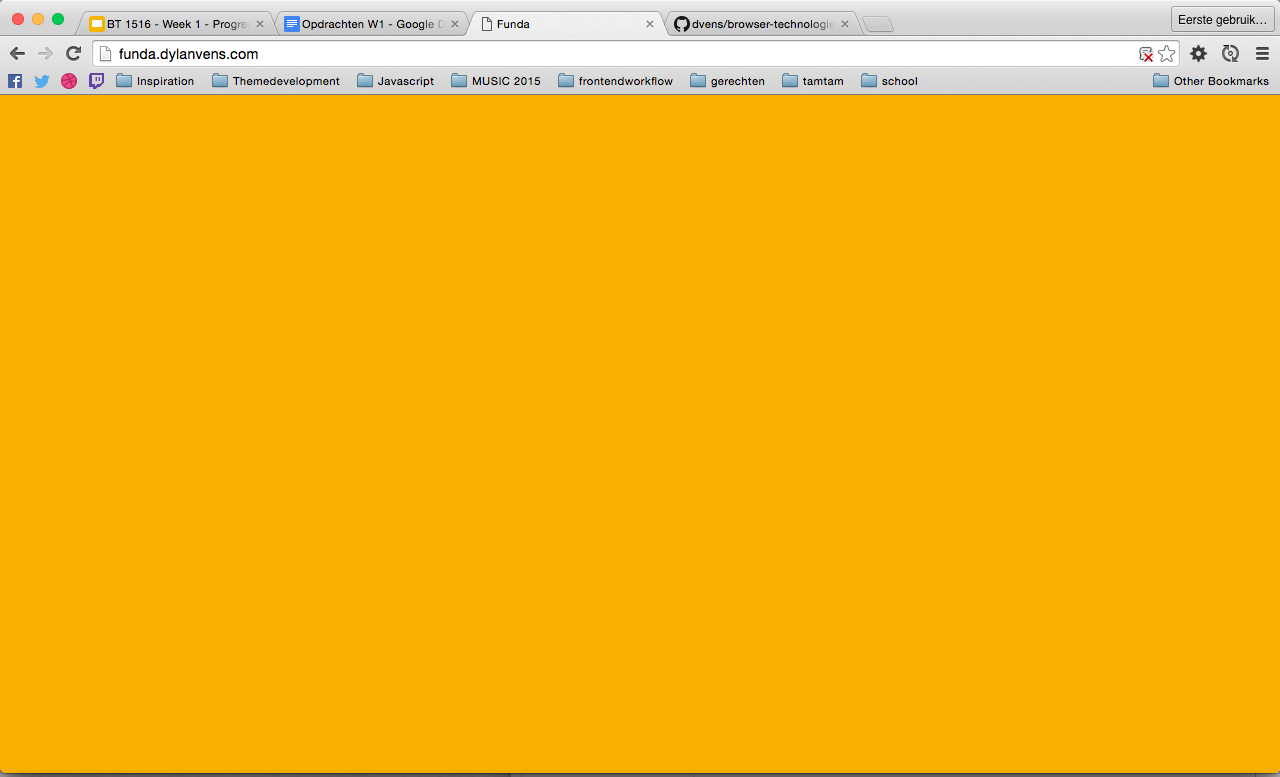 BT 1516 - Week 1 - Progre
Opdrachten W1 - Google D
Funda
dvens/browser-technologie
Eerste gebruik…
funda.dylanvens.com
Inspiration
Themedevelopment
Javascript
MUSIC 2015
frontendworkflow
gerechten
tamtam
school
Other Bookmarks